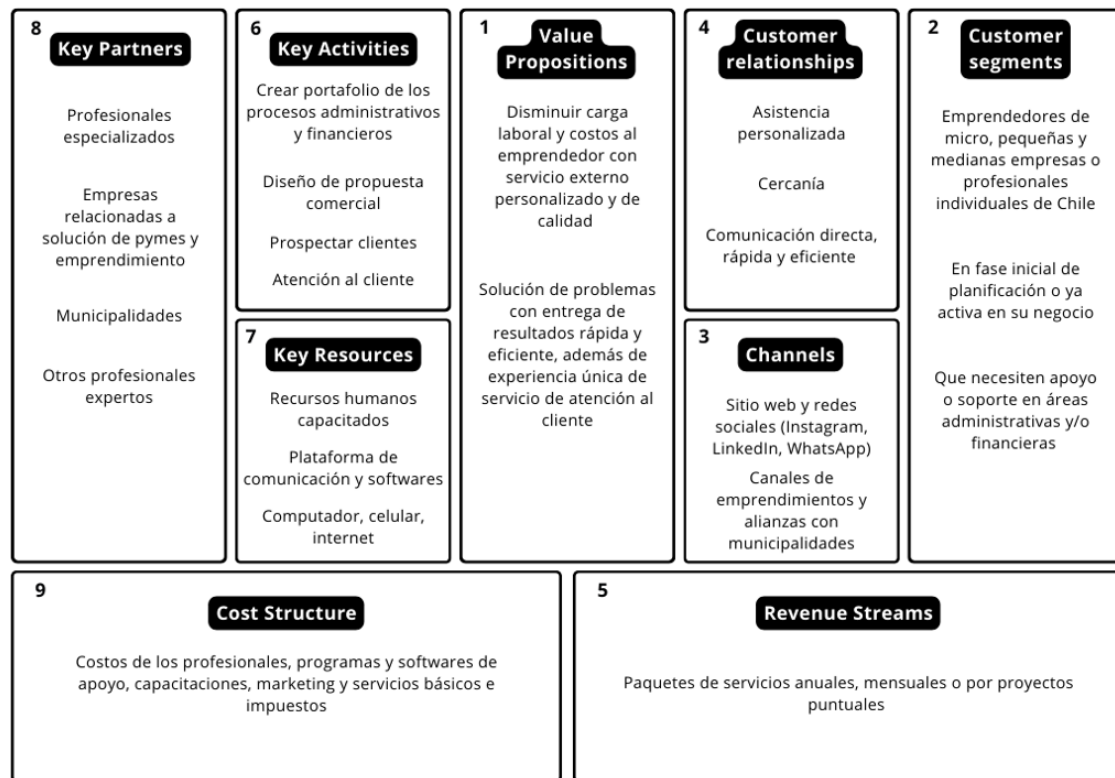 8
Key Partners
Profesionales
especializados
Empresas
relacionadas a
solución de pymes y
emprendimiento
Municipalidades
Otros profesionales
expertos
6
Key Activities
Crear portafolio de los
procesos administrativos
y financieros
Diseño de propuesta
comercial
Prospectar clientes
Atención al cliente
7
Key Resources
Recursos humanos
capacitados
Plataforma de
comunicación y softwares
Computador, celular,
internet
1
Value
Propositions
Disminuir carga
laboral y costos al
emprendedor con
servicio externo
personalizado y de
calidad
Solución de problemas
con entrega de
resultados rápida y
eficiente, además de
experiencia única de
servicio de atención al
cliente
4
Customer
relationships
Asistencia
personalizada
Cercanía
Comunicación directa,
rápida y eficiente
3
Channels
Sitio web y redes
sociales (Instagram,
LinkedIn, WhatsApp)
Canales de
emprendimientos y
alianzas con
municipalidades
2
Customer
segments
Emprendedores de
micro, pequeñas y
medianas empresas o
profesionales
individuales de Chile
En fase inicial de
planificación o ya
activa en su negocio
Que necesiten apoyo
o soporte en áreas
administrativas y/o
financieras
9
Cost Structure
Costos de los profesionales, programas y softwares de
apoyo, capacitaciones, marketing y servicios básicos e
impuestos
5
Revenue Streams
Paquetes de servicios anuales, mensuales o por proyectos
puntuales